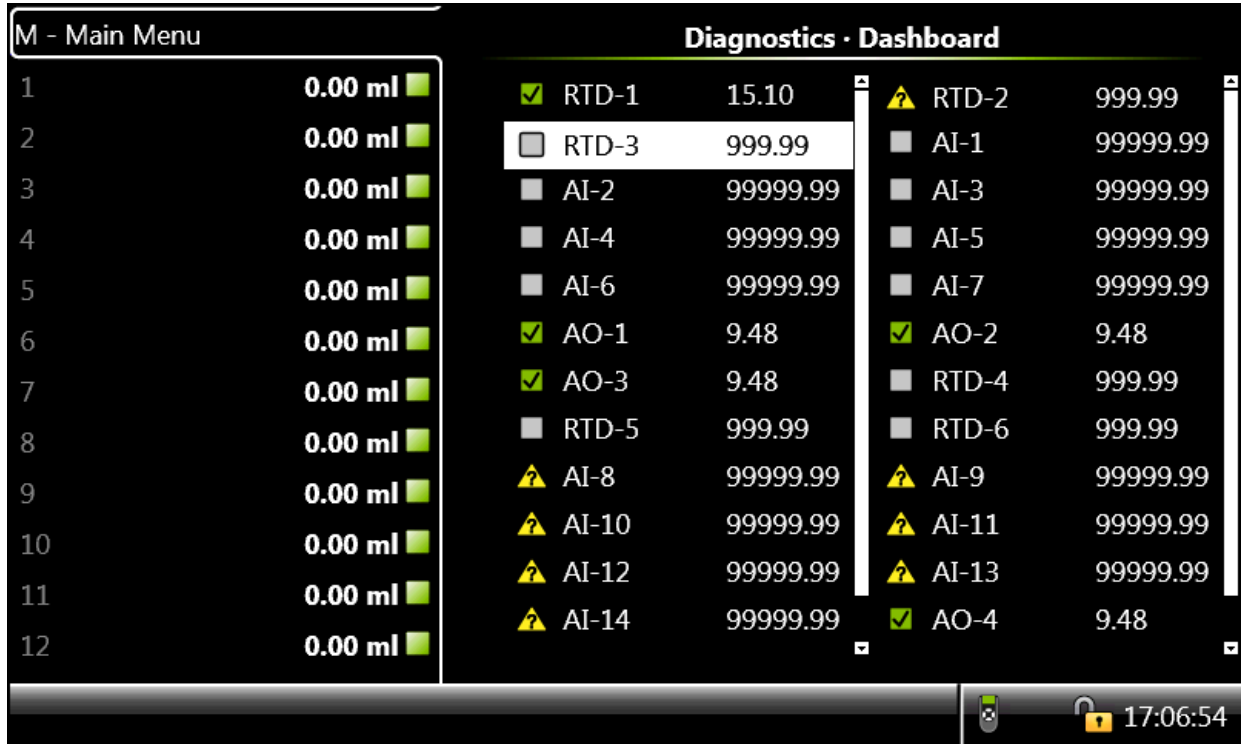 M - Main Menu
Diagnostics · Dashboard
1 0.00 ml
2 0.00 ml
3 0.00 ml
4 0.00 ml
5 0.00 ml
6 0.00 ml
7 0.00 ml
8 0.00 ml
9 0.00 ml
10 0.00 ml
11 0.00 ml
12 0.00 ml
RTD-1 15.10 RTD-2 999.99
RTD-3 999.99 AI-1 99999.99
AI-2 99999.99 AI-3 99999.99
AI-4 99999.99 AI-5 99999.99
AI-6 99999.99 AI-7 99999.99
AO-1 9.48 AO-2 9.48
AO-3 9.48 RTD-4 999.99
RTD-5 999.99 RTD-6 999.99
AI-8 99999.99 AI-9 99999.99
AI-10 99999.99 AI-11 99999.99
AI-12 99999.99 AI-13 99999.99
AI-14 99999.99 AO-4 9.48
17:06:54